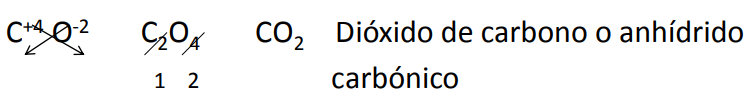 C+4 O-2 C2O4 CO2 Dióxido de carbono o anhídrido
1 2 carbónico